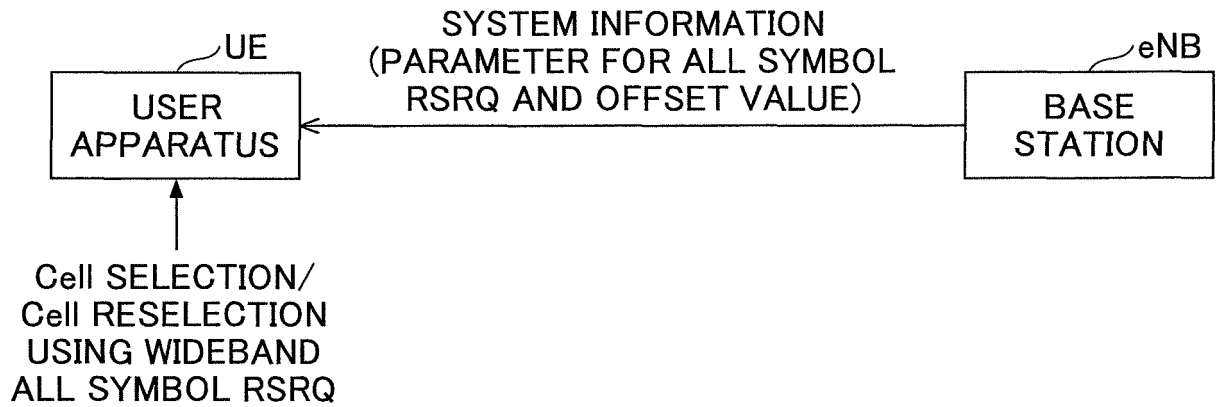 SYSTEM INFORMATION
(PARAMETER FOR ALL SYMBOL
RSRQ AND OFFSET VALUE)
UE
USER
APPARATUS
eNB
BASE
STATION
Cell SELECTION/
Cell RESELECTION
USING WIDEBAND
ALL SYMBOL RSRQ